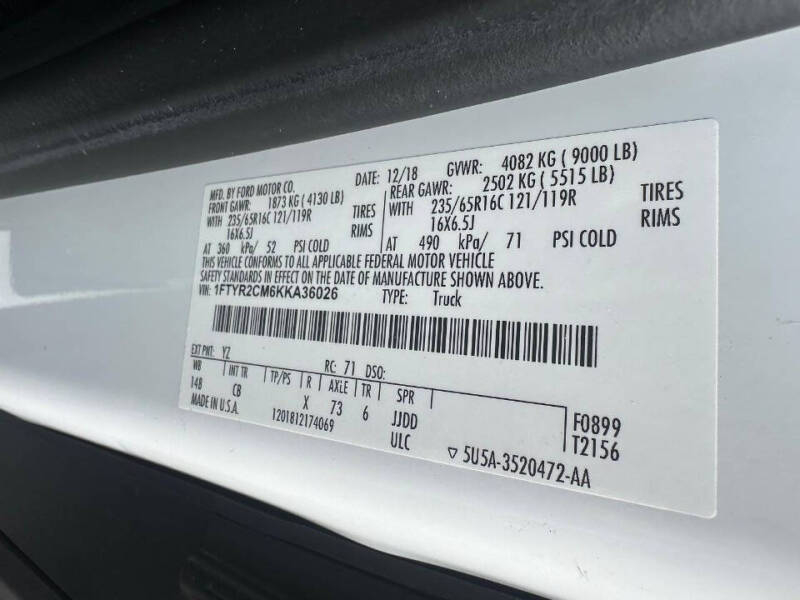 MFD. BY FORD MOTOR CO. DATE: 12/18 GVWR: 4082 KG ( 9000 LB)
FRONT GAWR: 1873 KG ( 4130 LB) REAR GAWR: 2502 KG ( 5515 LB)
WITH 235/65R16C 121/119R TIRES WITH 235/65R16C 121/119R TIRES
16X6.5J RIMS 16X6.5J RIMS
AT 360 kPa/ 52 PSI COLD AT 490 kPa/ 71 PSI COLD
THIS VEHICLE CONFORMS TO ALL APPLICABLE FEDERAL MOTOR VEHICLE
SAFETY STANDARDS IN EFFECT ON THE DATE OF MANUFACTURE SHOWN ABOVE.
VIN: 1FTYR2CM6KKA36026 TYPE: Truck
EXT PNT: YZ RC: 71 DSO:
WB INT TR TP/PS R AXLE TR SPR
148 CB X 73 6 JJDD F0899
MADE IN U.S.A. 1201812174069 ULC T2156
▽ 5U5A-3520472-AA